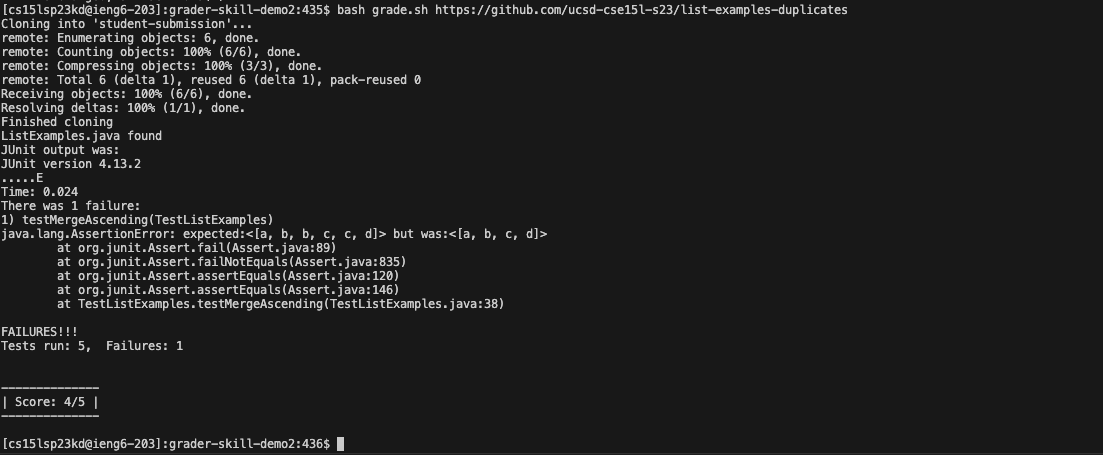 [cs15lsp23kd@ieng6-203]:grader-skill-demo2:435$ bash grade.sh https://github.com/ucsd-cse15l-s23/list-examples-duplicates
Cloning into 'student-submission'...
remote: Enumerating objects: 6, done.
remote: Counting objects: 100% (6/6), done.
remote: Compressing objects: 100% (3/3), done.
remote: Total 6 (delta 1), reused 6 (delta 1), pack-reused 0
Receiving objects: 100% (6/6), done.
Resolving deltas: 100% (1/1), done.
Finished cloning
ListExamples.java found
JUnit output was:
JUnit version 4.13.2
.....E
Time: 0.024
There was 1 failure:
1) testMergeAscending(TestListExamples)
java.lang.AssertionError: expected:<[a, b, b, c, c, d]> but was:<[a, b, c, d]>
        at org.junit.Assert.fail(Assert.java:89)
        at org.junit.Assert.failNotEquals(Assert.java:835)
        at org.junit.Assert.assertEquals(Assert.java:120)
        at org.junit.Assert.assertEquals(Assert.java:146)
        at TestListExamples.testMergeAscending(TestListExamples.java:38)
FAILURES!!!
Tests run: 5,  Failures: 1
--------------
| Score: 4/5 |
--------------
[cs15lsp23kd@ieng6-203]:grader-skill-demo2:436$